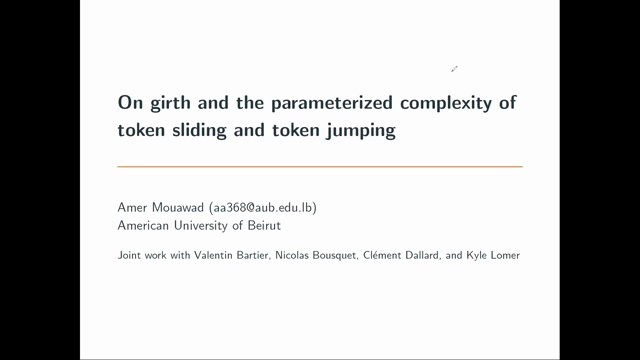 On girth and the parameterized complexity of
token sliding and token jumping
Amer Mouawad (aa368@aub.edu.lb)
American University of Beirut
Joint work with Valentin Bartier, Nicolas Bousquet, Clément Dallard, and Kyle Lomer